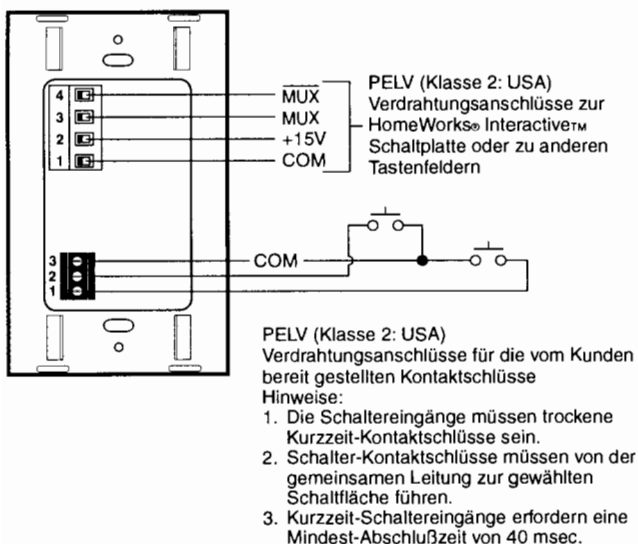 4
3
2
1
M̅U̅X̅
MUX
+15V
COM
PELV (Klasse 2: USA)
Verdrahtungsanschlüsse zur
HomeWorks® Interactive™
Schaltplatte oder zu anderen
Tastenfeldern
3
2
1
COM
PELV (Klasse 2: USA)
Verdrahtungsanschlüsse für die vom Kunden
bereit gestellten Kontaktschlüsse
Hinweise:
1. Die Schaltereingänge müssen trockene
Kurzzeit-Kontaktschlüsse sein.
2. Schalter-Kontaktschlüsse müssen von der
gemeinsamen Leitung zur gewählten
Schaltfläche führen.
3. Kurzzeit-Schaltereingänge erfordern eine
Mindest-Abschlußzeit von 40 msec.